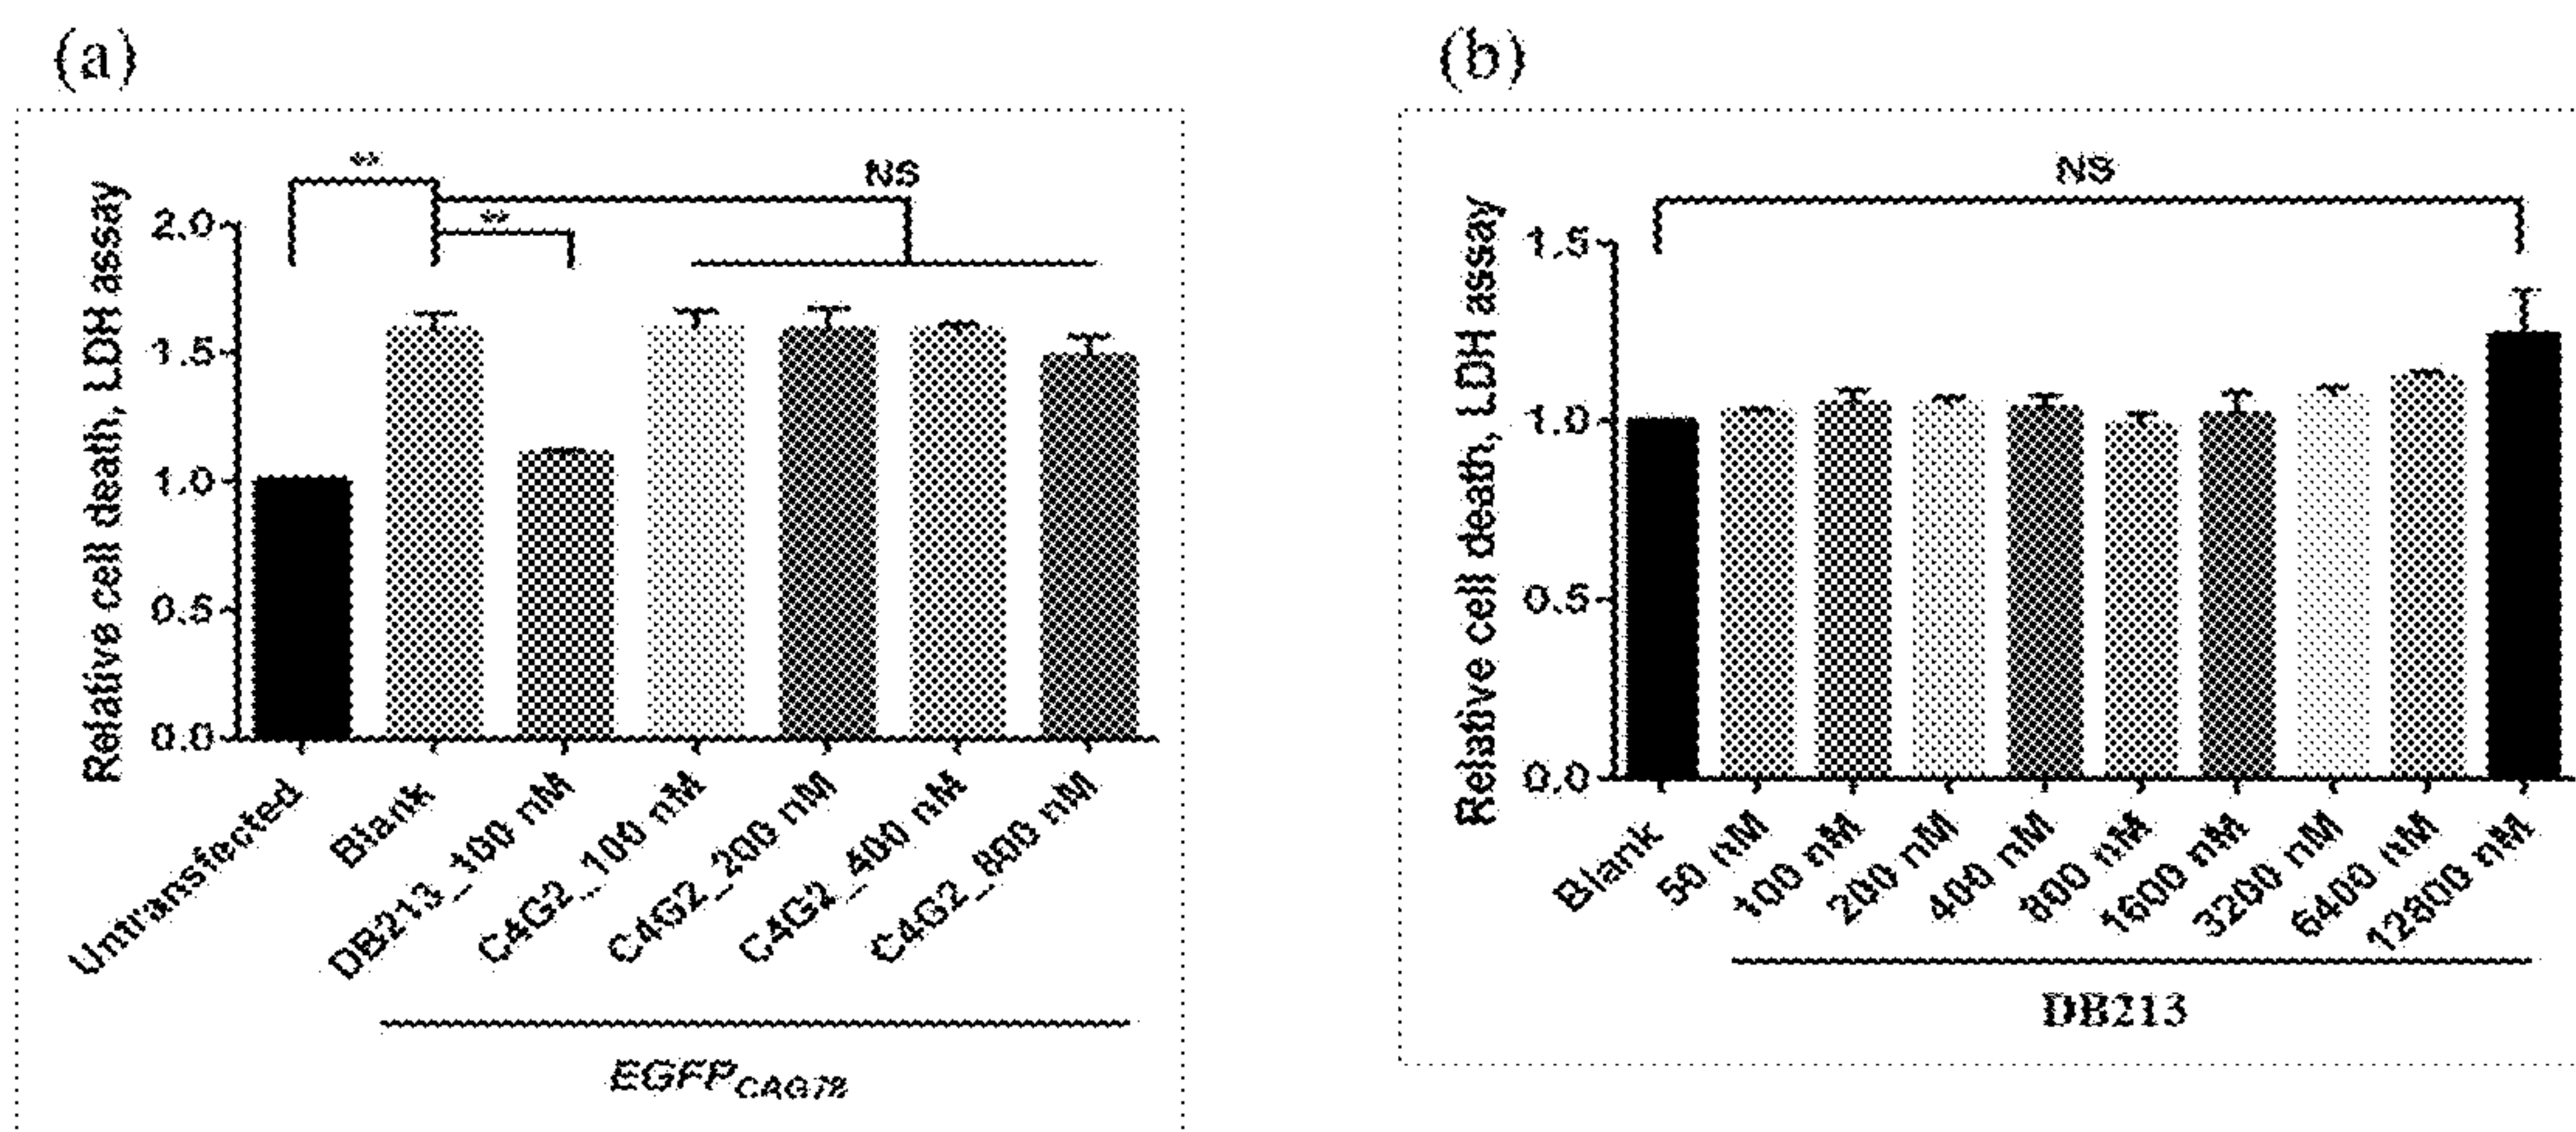 (a)
**
NS
**
Relative cell death, LDH assay
2.0
1.5
1.0
0.5
0.0
Untransfected
Blank
DB213_100 nM
C4G2_100 nM
C4G2_200 nM
C4G2_400 nM
C4G2_800 nM
EGFPCAG78
(b)
NS
Relative cell death, LDH assay
1.5
1.0
0.5
0.0
Blank
50 nM
100 nM
200 nM
400 nM
800 nM
1600 nM
3200 nM
6400 nM
12800 nM
DB213